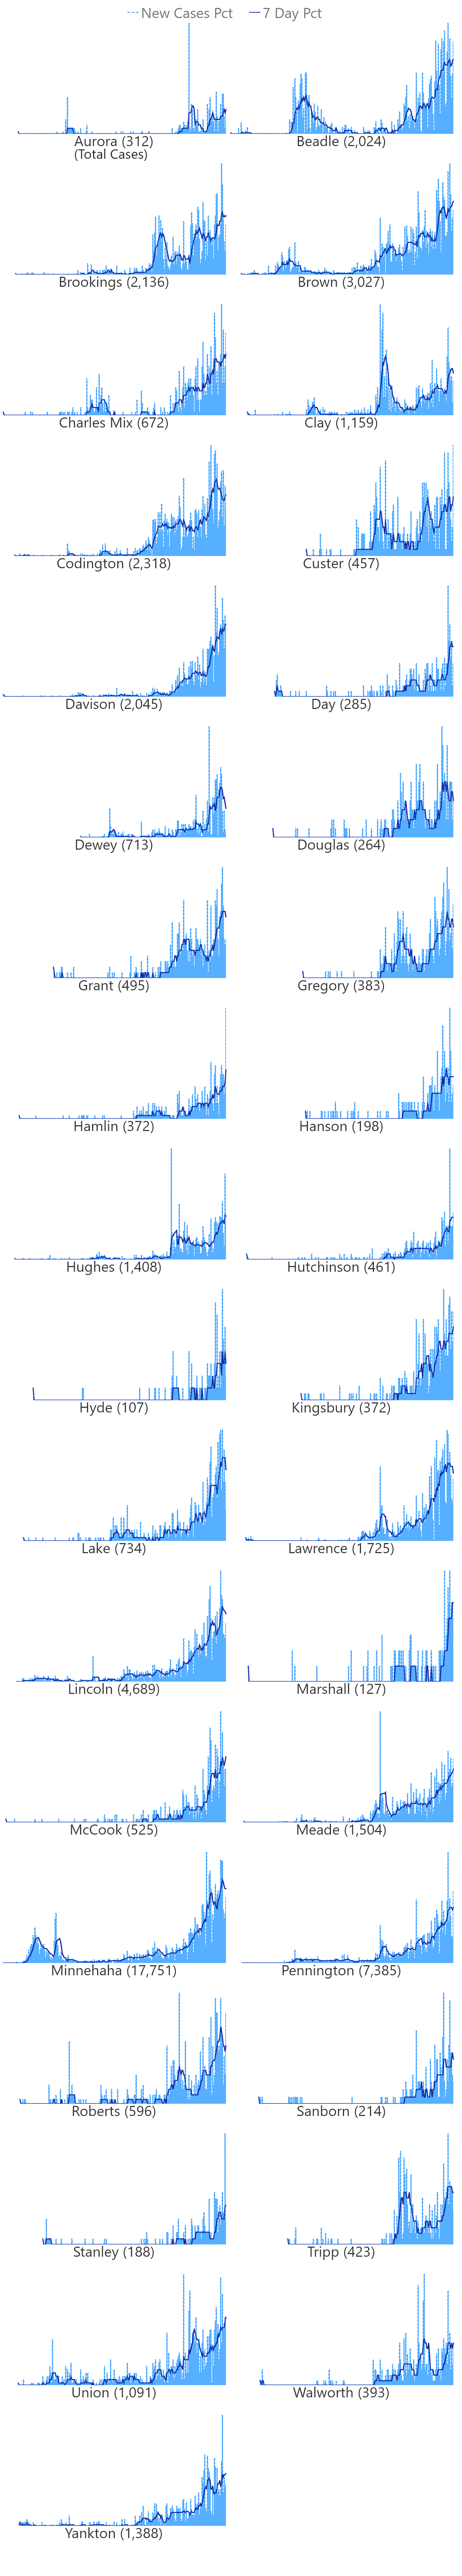 New Cases Pct 7 Day Pct
Aurora (312) Beadle (2,024)
(Total Cases)
Brookings (2,136) Brown (3,027)
Charles Mix (672) Clay (1,159)
Codington (2,318) Custer (457)
Davison (2,045) Day (285)
Dewey (713) Douglas (264)
Grant (495) Gregory (383)
Hamlin (372) Hanson (198)
Hughes (1,408) Hutchinson (461)
Hyde (107) Kingsbury (372)
Lake (734) Lawrence (1,725)
Lincoln (4,689) Marshall (127)
McCook (525) Meade (1,504)
Minnehaha (17,751) Pennington (7,385)
Roberts (596) Sanborn (214)
Stanley (188) Tripp (423)
Union (1,091) Walworth (393)
Yankton (1,388)